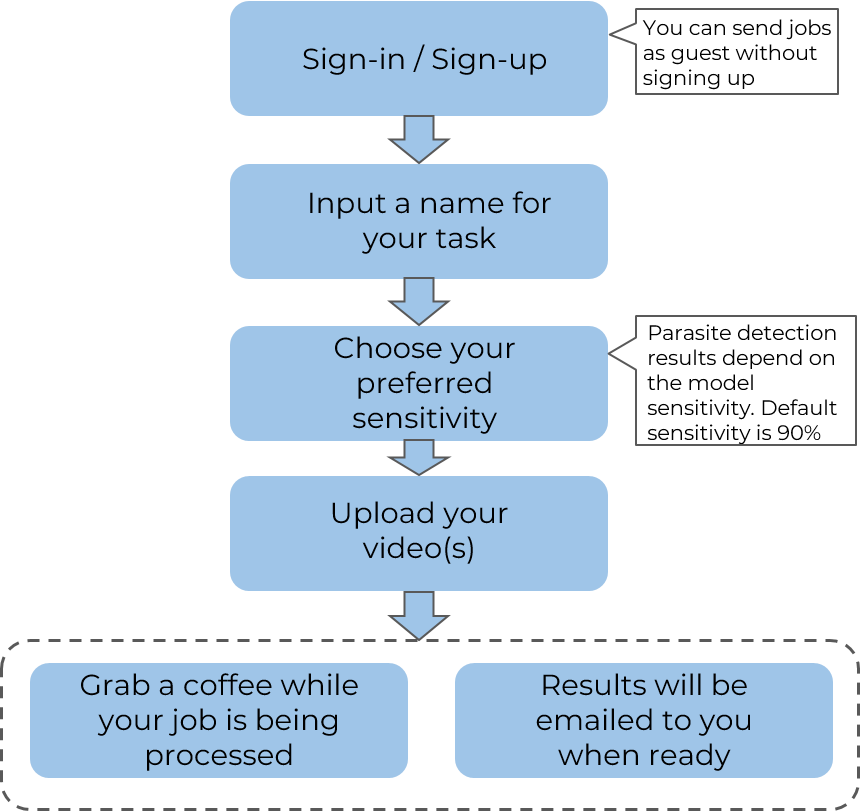 Sign-in / Sign-up
You can send jobs
as guest without
signing up
Input a name for
your task
Choose your
preferred
sensitivity
Parasite detection
results depend on
the model
sensitivity. Default
sensitivity is 90%
Upload your
video(s)
Grab a coffee while
your job is being
processed
Results will be
emailed to you
when ready